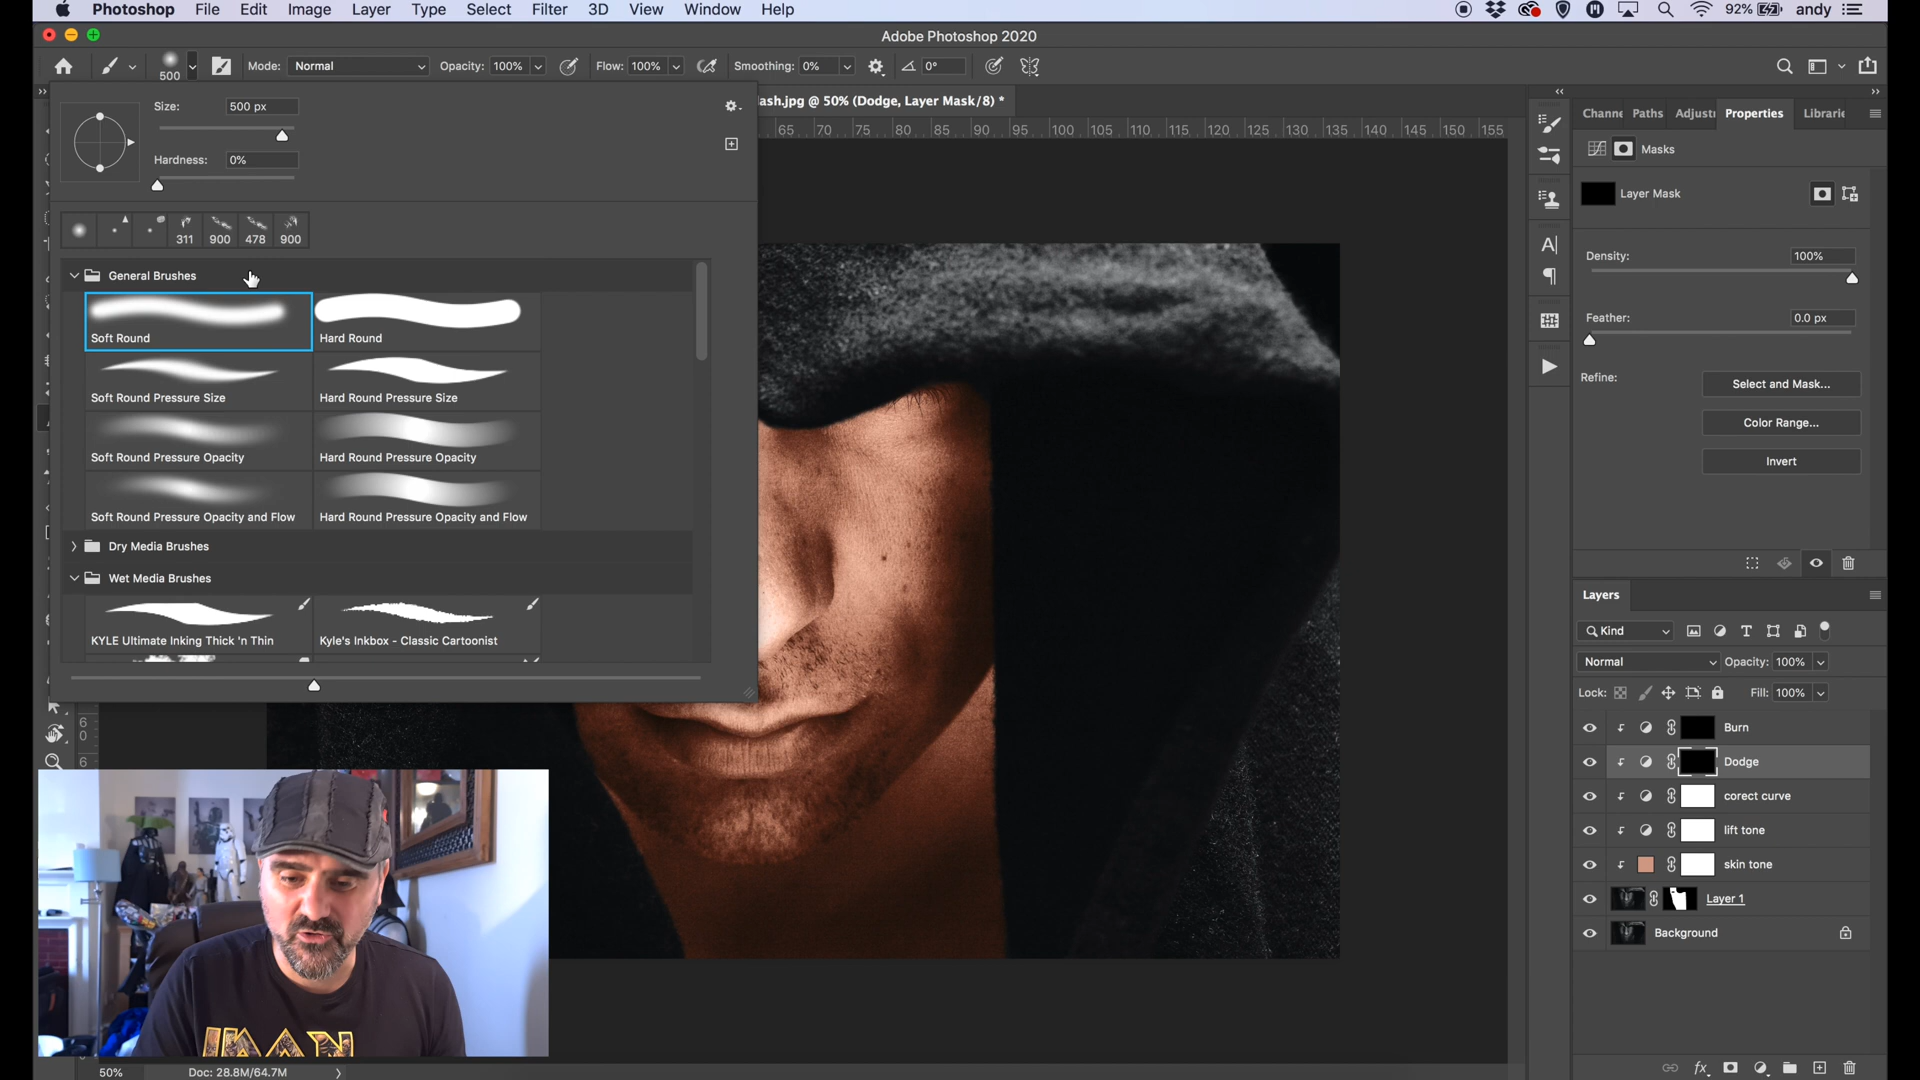 Photoshop File Edit Image Layer Type Select Filter 3D View Window Help 92% andy
Adobe Photoshop 2020
500 Mode: Normal Opacity: 100% Flow: 100% Smoothing: 0% 0°
ash.jpg @ 50% (Dodge, Layer Mask/8) *
65 70 75 80 85 90 95 100 105 110 115 120 125 130 135 140 145 150 155
Size: 500 px
Hardness: 0%
311 900 478 900
General Brushes
Soft Round Hard Round
Soft Round Pressure Size Hard Round Pressure Size
Soft Round Pressure Opacity Hard Round Pressure Opacity
Soft Round Pressure Opacity and Flow Hard Round Pressure Opacity and Flow
Dry Media Brushes
Wet Media Brushes
KYLE Ultimate Inking Thick 'n Thin Kyle's Inkbox - Classic Cartoonist
6
0
6
Chann Paths Adjust Properties Librari
Masks
Layer Mask
Density: 100%
Feather: 0.0 px
Refine: Select and Mask...
Color Range...
Invert
Layers
Kind
Normal Opacity: 100%
Lock: Fill: 100%
Burn
Dodge
corect curve
lift tone
skin tone
Layer 1
Background
50% Doc: 28.8M/64.7M